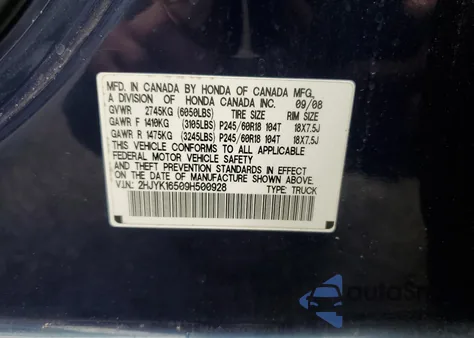 MFD. IN CANADA BY HONDA OF CANADA MFG.,
A DIVISION OF HONDA CANADA INC. 09/08
GVWR 2745KG (6050LBS) TIRE SIZE RIM SIZE
GAWR F 1410KG (3105LBS) P245/60R18 104T 18X7.5J
GAWR R 1475KG (3245LBS) P245/60R18 104T 18X7.5J
THIS VEHICLE CONFORMS TO ALL APPLICABLE
FEDERAL MOTOR VEHICLE SAFETY
AND THEFT PREVENTION STANDARDS IN EFFECT
ON THE DATE OF MANUFACTURE SHOWN ABOVE.
V.I.N: 2HJYK16509H500928 TYPE: TRUCK